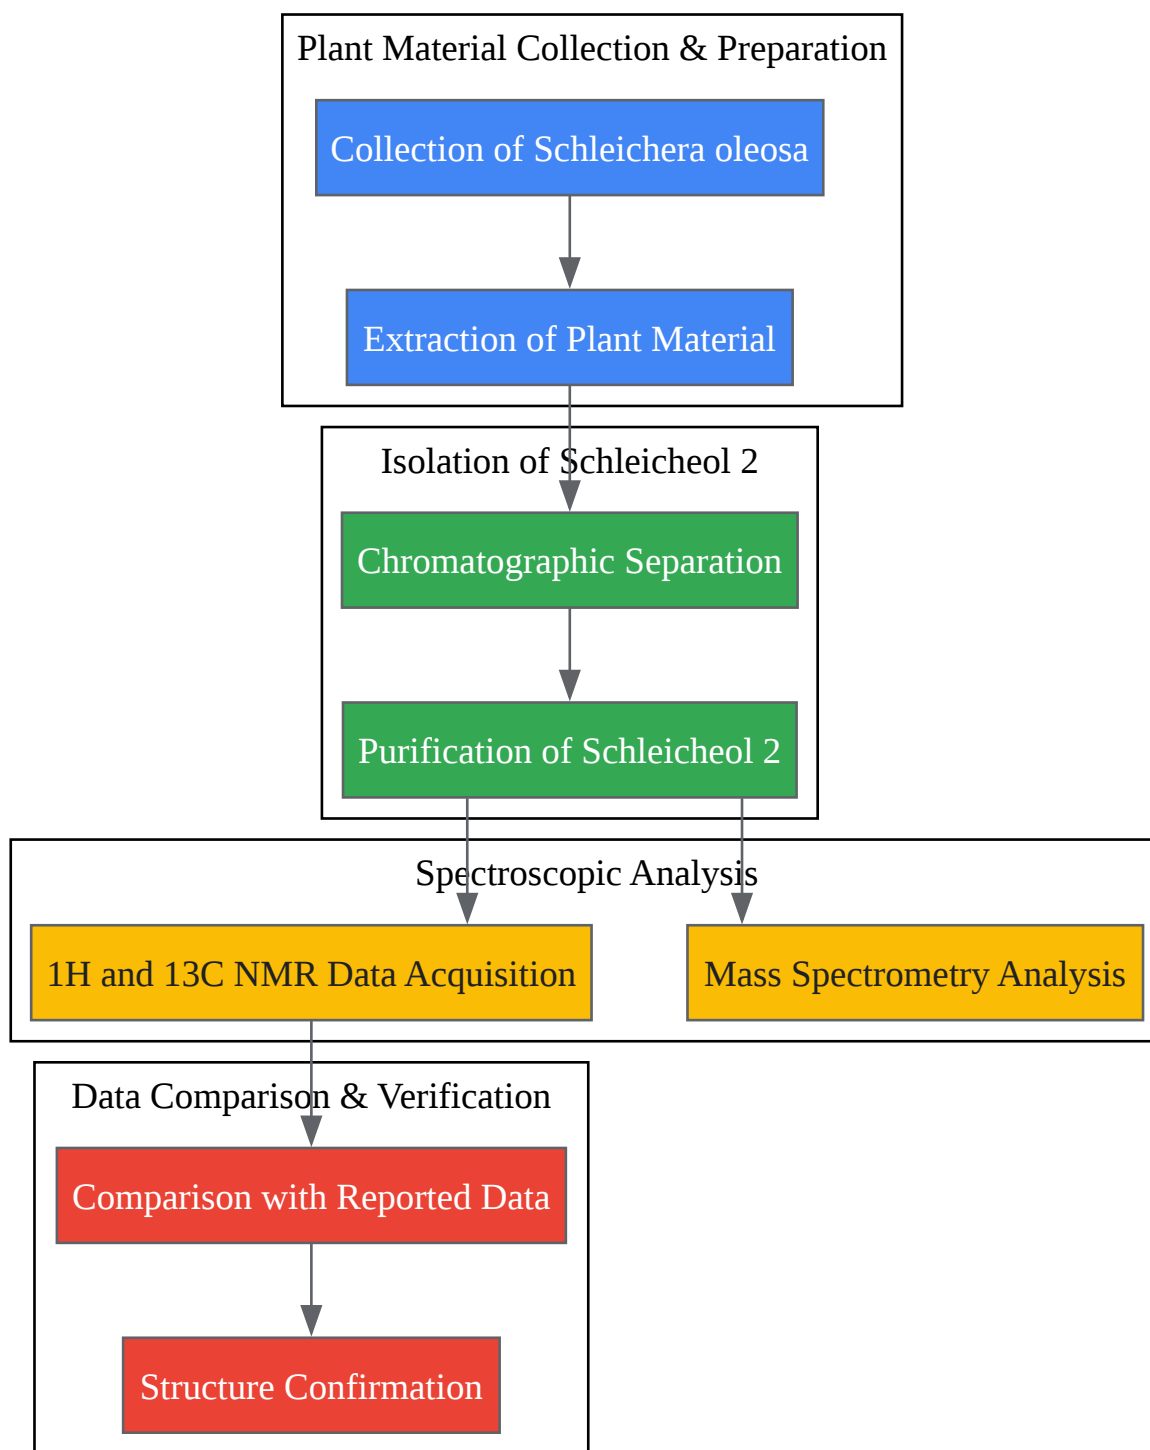 Plant Material Collection & Preparation
Collection of Schleichera oleosa
Extraction of Plant Material
Isolation of Schleicheol 2
Chromatographic Separation
Purification of Schleicheol 2
Spectroscopic Analysis
1H and 13C NMR Data Acquisition
Mass Spectrometry Analysis
Data Comparison & Verification
Comparison with Reported Data
Structure Confirmation